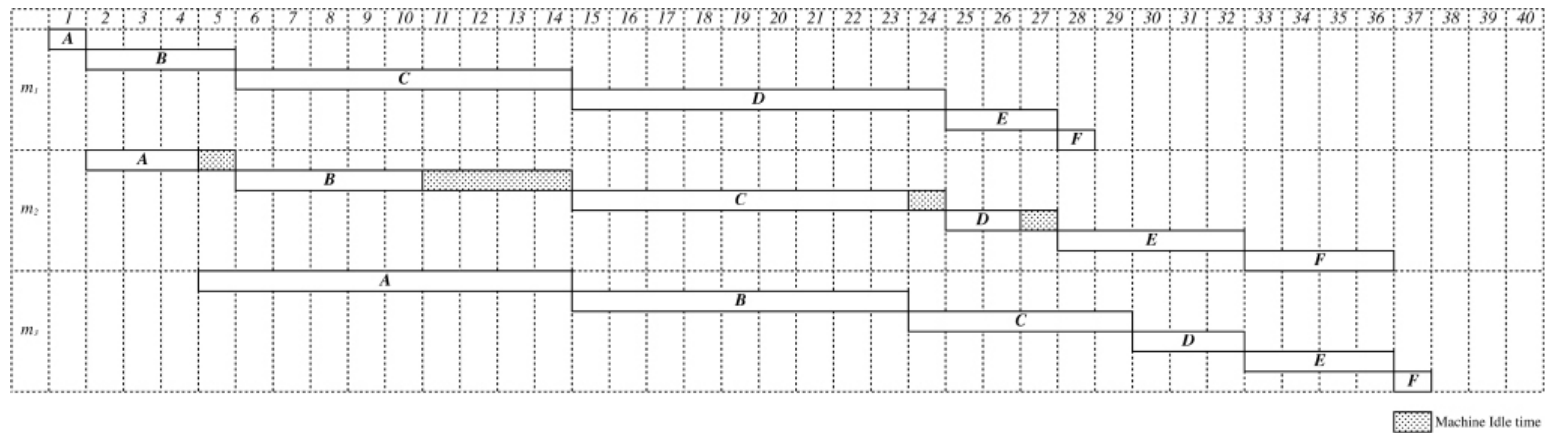 1 2 3 4 5 6 7 8 9 10 11 12 13 14 15 16 17 18 19 20 21 22 23 24 25 26 27 28 29 30 31 32 33 34 35 36 37 38 39 40
A
B
C
m₁
D
E
F
A
B
C
m₂
D
E
F
A
B
C
m₃
D
E
F
Machine Idle time